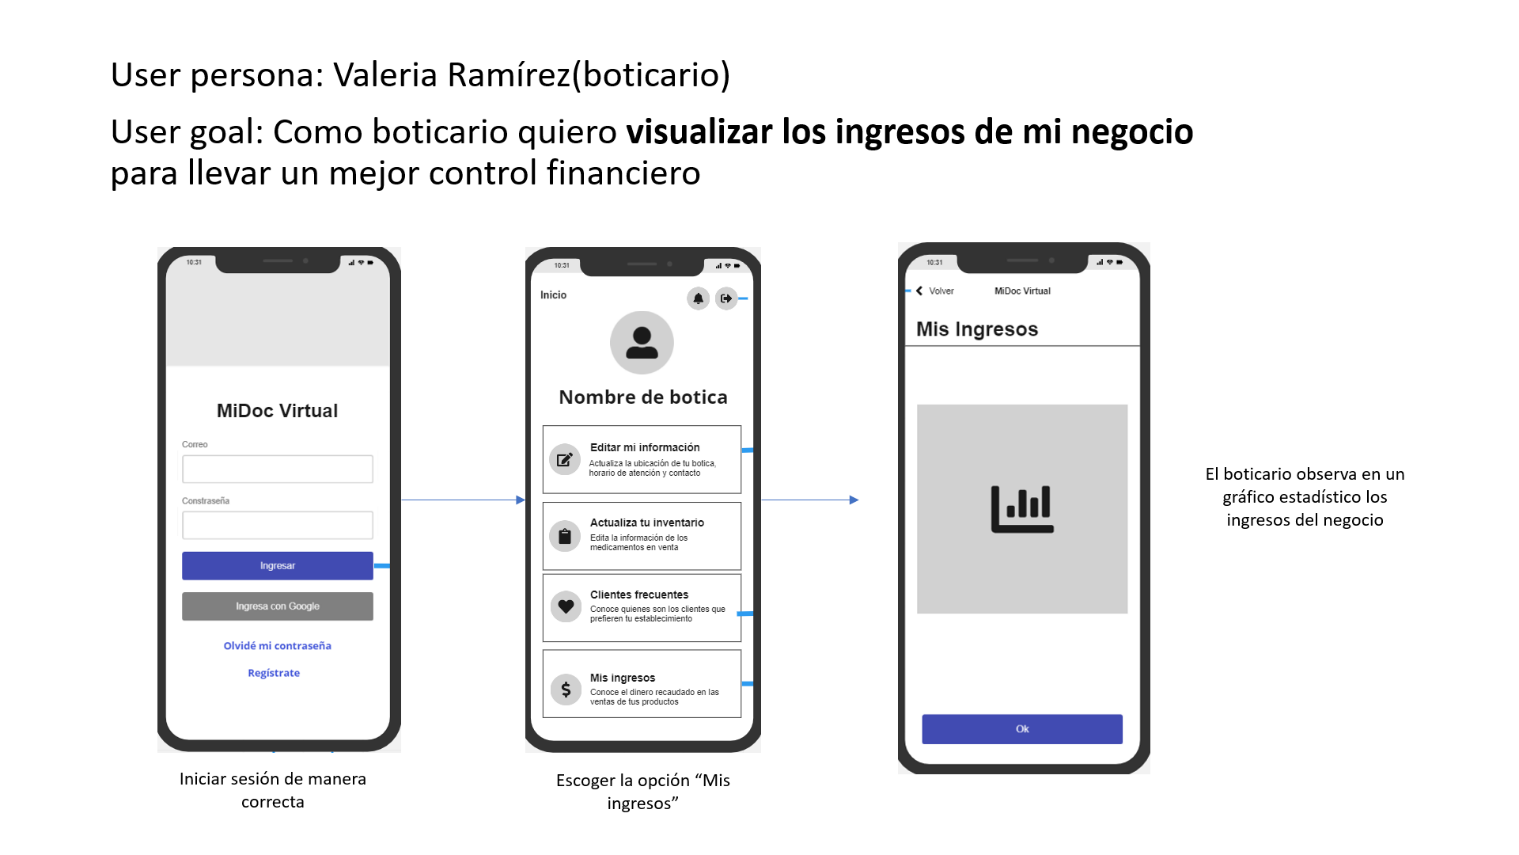 User persona: Valeria Ramírez(boticario)
User goal: Como boticario quiero visualizar los ingresos de mi negocio
para llevar un mejor control financiero
10:31
MiDoc Virtual
Correo
Constraseña
Ingresar
Ingresa con Google
Olvidé mi contraseña
Regístrate
Iniciar sesión de manera
correcta
10:31
Inicio
Nombre de botica
Editar mi información
Actualiza la ubicación de tu botica,
horario de atención y contacto
Actualiza tu inventario
Edita la información de los
medicamentos en venta
Clientes frecuentes
Conoce quienes son los clientes que
prefieren tu establecimiento
Mis ingresos
Conoce el dinero recaudado en las
ventas de tus productos
Escoger la opción “Mis
ingresos”
10:31
Volver
MiDoc Virtual
Mis Ingresos
Ok
El boticario observa en un
gráfico estadístico los
ingresos del negocio